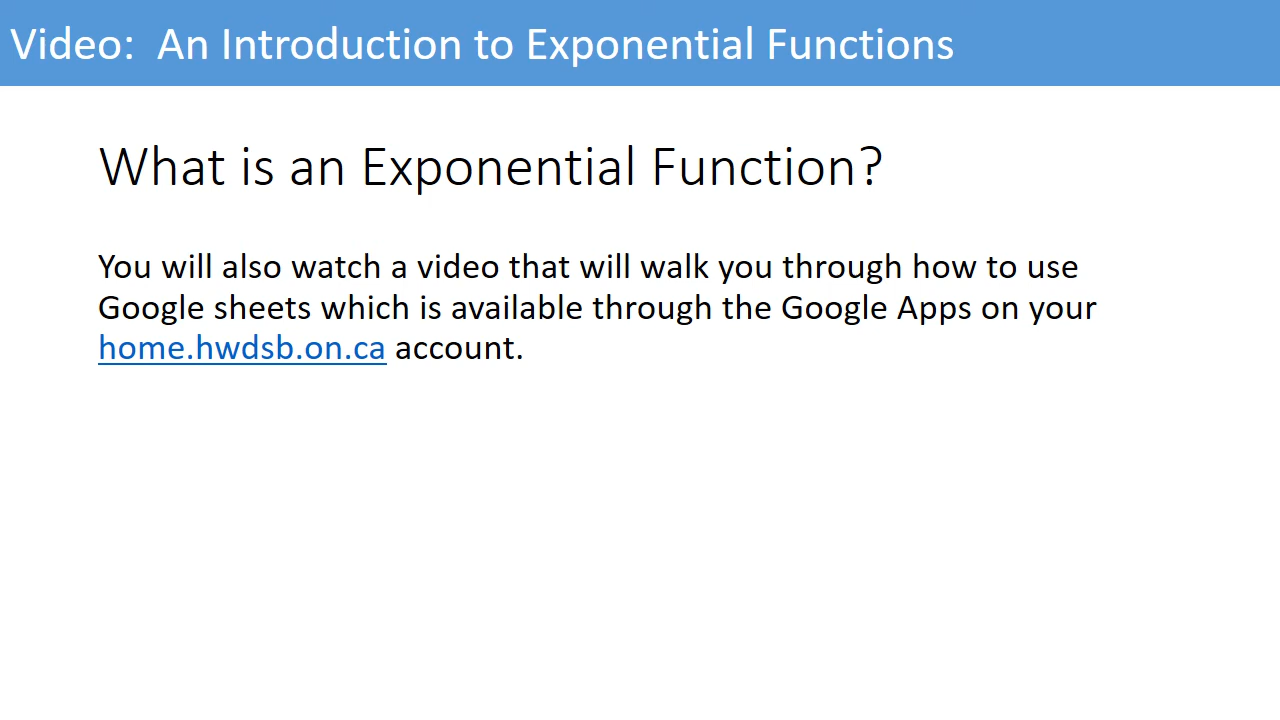 Video:  An Introduction to Exponential Functions
What is an Exponential Function?
You will also watch a video that will walk you through how to use
Google sheets which is available through the Google Apps on your
home.hwdsb.on.ca account.